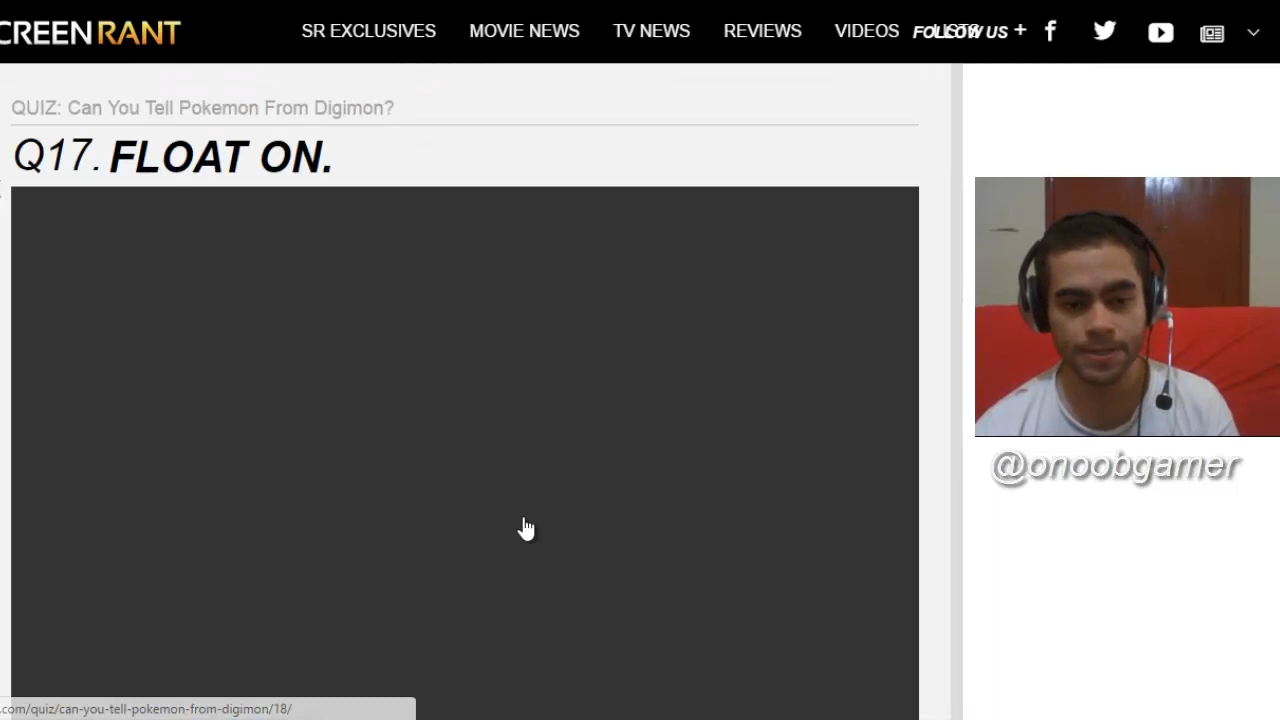 CREEN RANT
SR EXCLUSIVES MOVIE NEWS TV NEWS REVIEWS VIDEOS LISTS FOLLOW US +
QUIZ: Can You Tell Pokemon From Digimon?
Q17. FLOAT ON.
@onoobgamer
.com/quiz/can-you-tell-pokemon-from-digimon/18/